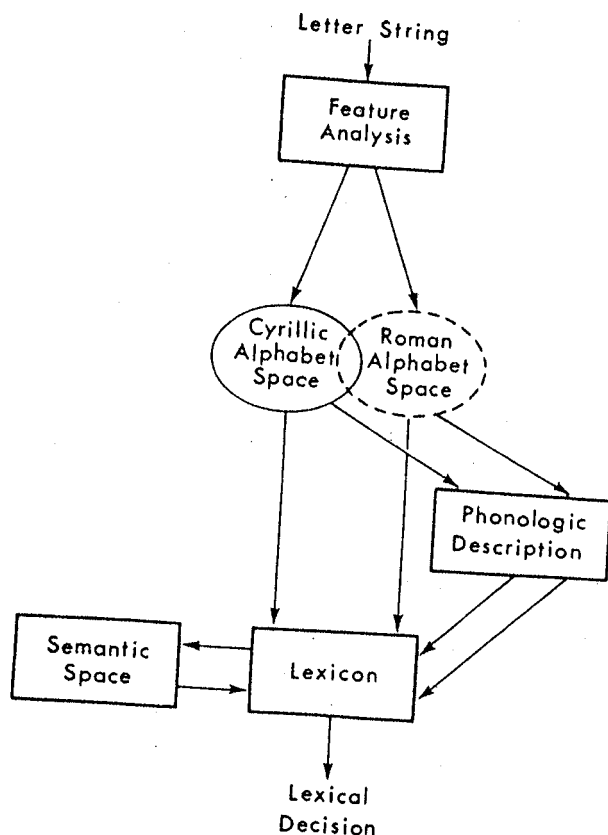 Letter String
Feature
Analysis
Cyrillic
Alphabet
Space
Roman
Alphabet
Space
Phonologic
Description
Semantic
Space
Lexicon
Lexical
Decision